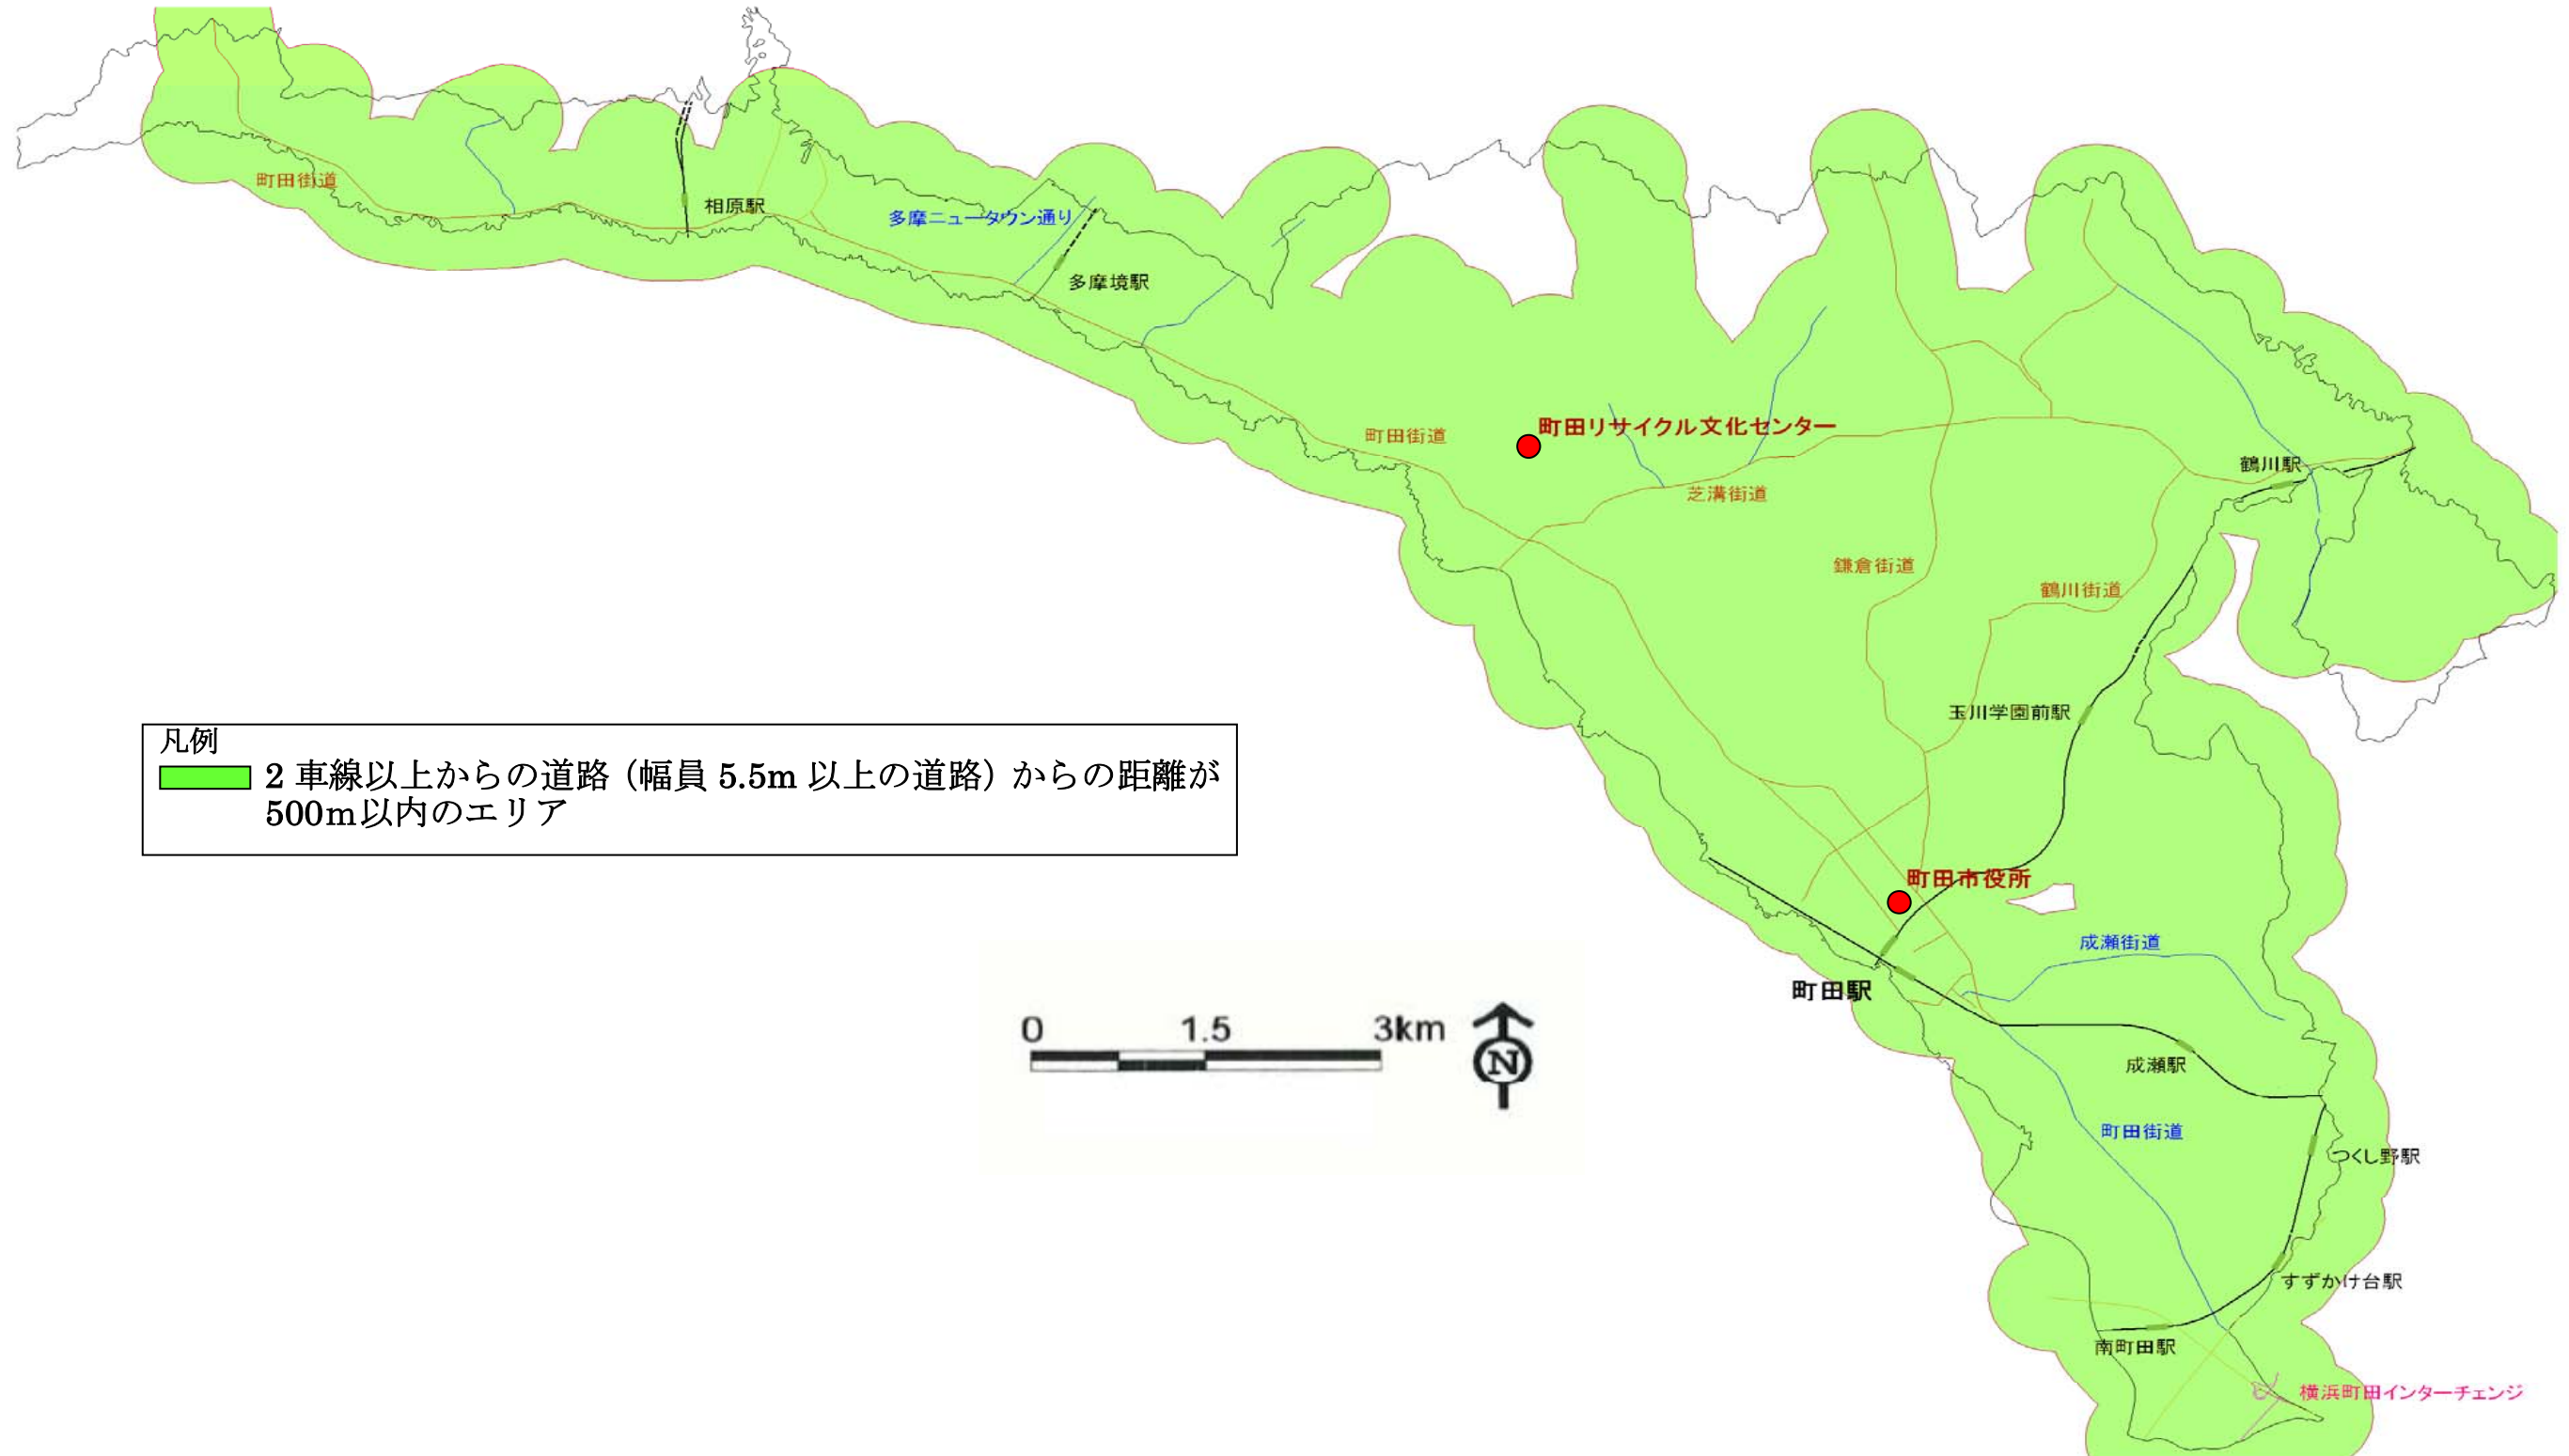 町田街道
相原駅
多摩ニュータウン通り
多摩境駅
町田街道
町田リサイクル文化センター
芝溝街道
鶴川駅
鎌倉街道
鶴川街道
玉川学園前駅
凡例
2 車線以上からの道路（幅員 5.5m 以上の道路）からの距離が
500m以内のエリア
町田市役所
成瀬街道
町田駅
0 1.5 3km
N
成瀬駅
町田街道
つくし野駅
すずかけ台駅
南町田駅
横浜町田インターチェンジ